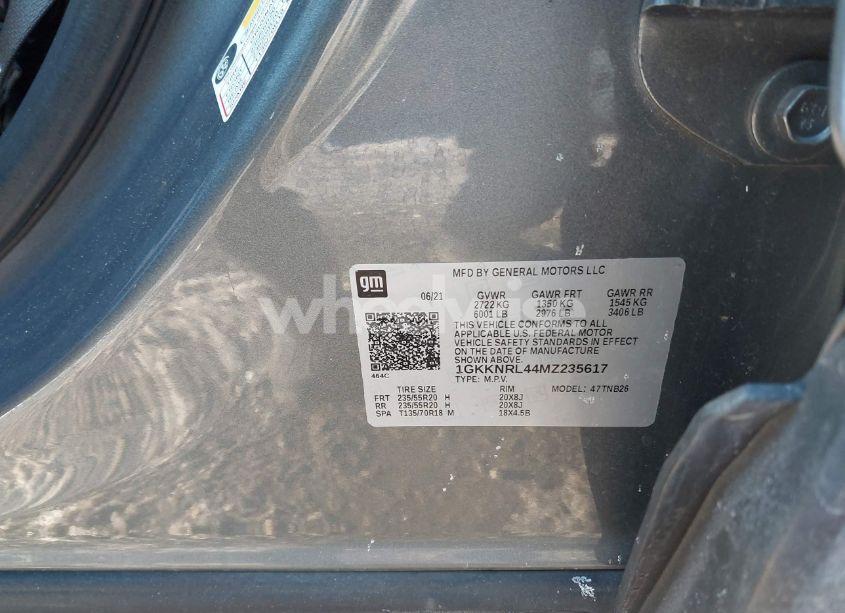 gm
MFD BY GENERAL MOTORS LLC
06/21 GVWR GAWR FRT GAWR RR
2722 KG 1350 KG 1545 KG
6001 LB 2976 LB 3406 LB
THIS VEHICLE CONFORMS TO ALL
APPLICABLE U.S. FEDERAL MOTOR
VEHICLE SAFETY STANDARDS IN EFFECT
ON THE DATE OF MANUFACTURE
SHOWN ABOVE.
464C
1GKKNRL44MZ235617
TYPE: M.P.V. MODEL: 47TNB26
TIRE SIZE RIM
FRT 235/55R20 H 20X8J
RR 235/55R20 H 20X8J
SPA T135/70R18 M 18X4.5B